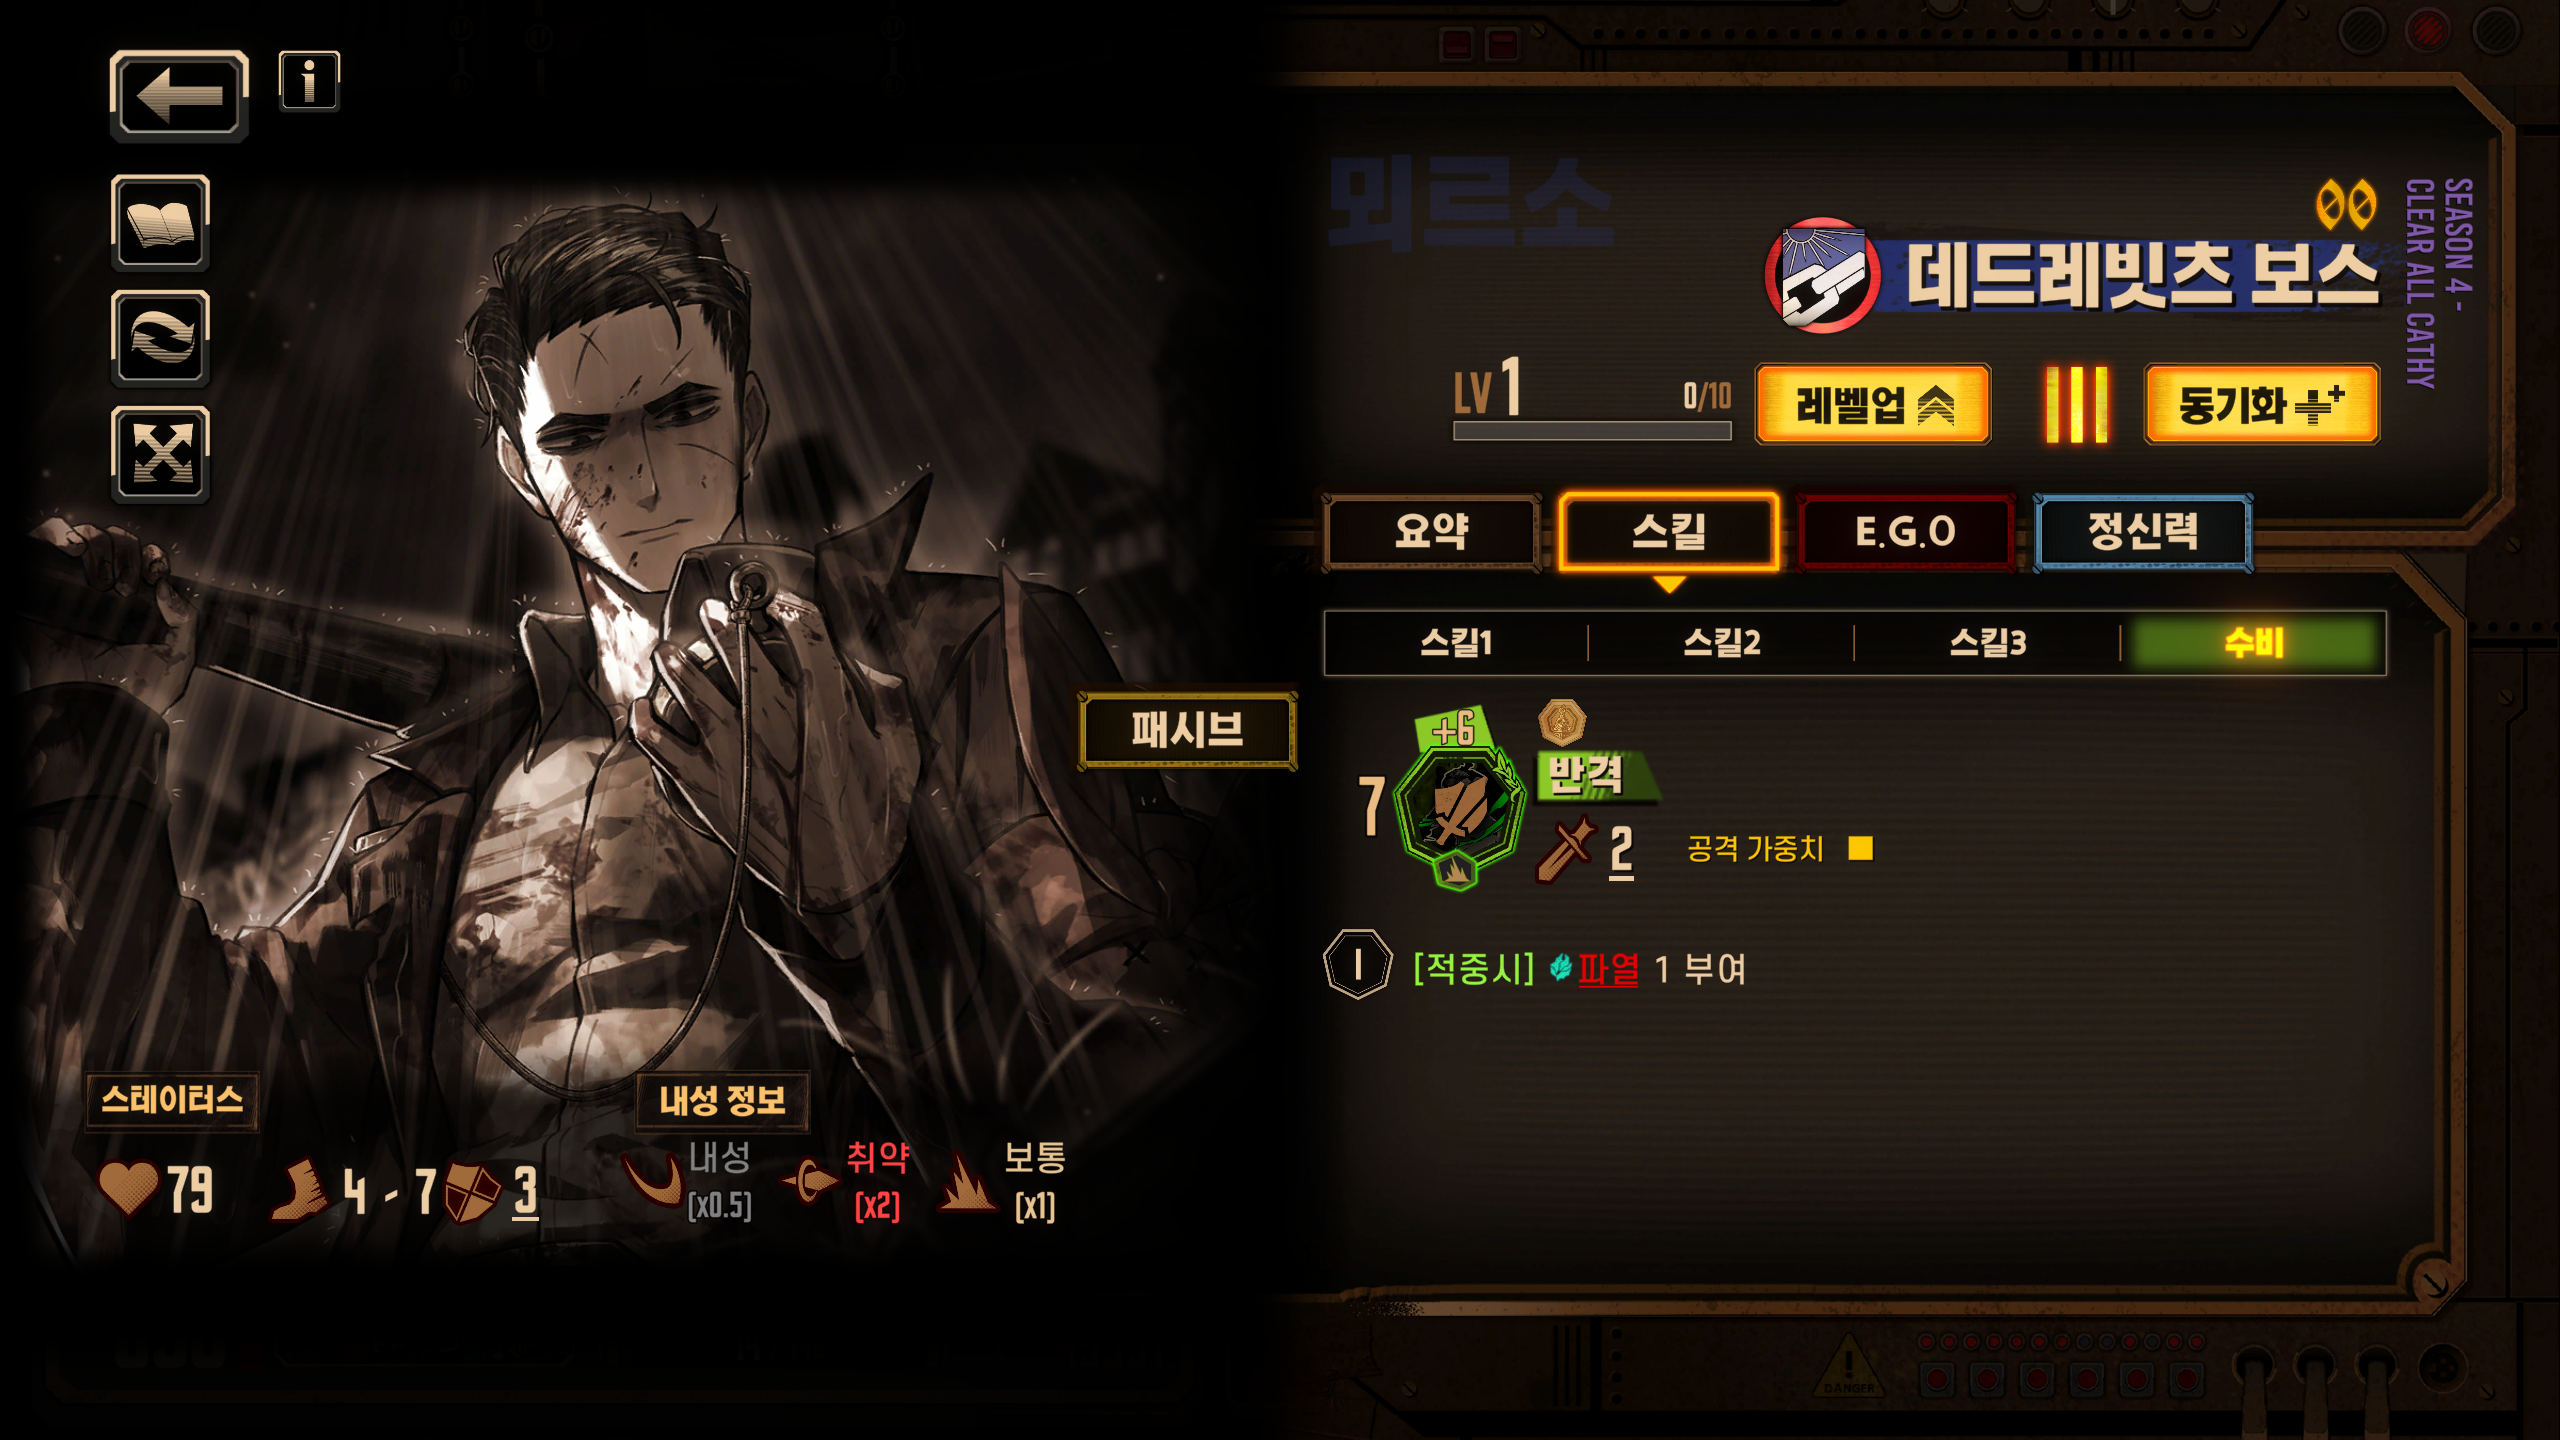 뫼르소
데드레빗츠 보스
SEASON 4 -
CLEAR ALL CATHY
LV 1
0/10
레벨업
동기화
요약
스킬
E.G.O
정신력
스킬1
스킬2
스킬3
수비
패시브
+6
7
반격
2
공격 가중치
I
[적중시] 파열 1 부여
스테이터스
내성 정보
79
4 - 7
3
내성
[x0.5]
취약
[x2]
보통
[x1]
DANGER